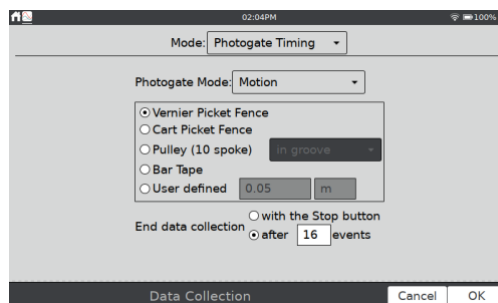 02:04PM 100%
Mode: Photogate Timing
Photogate Mode: Motion
Vernier Picket Fence
Cart Picket Fence
Pulley (10 spoke) in groove
Bar Tape
User defined 0.05 m
with the Stop button
End data collection
after 16 events
Data Collection Cancel OK